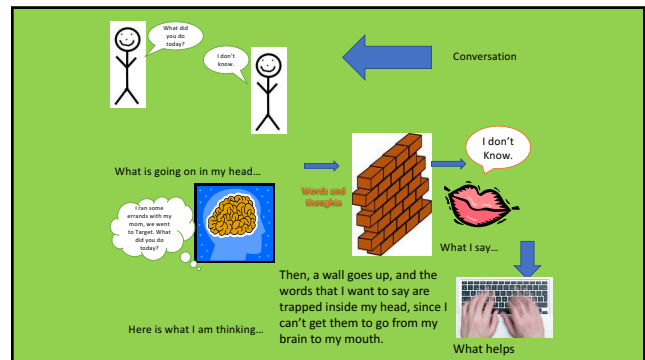 What did
you do
today?
I don't
know.
Conversation
What is going on in my head…
I ran some
errands with my
mom, we went
to Target. What
did you do
today?
Words and
thoughts
I don't
Know.
What I say…
Here is what I am thinking…
Then, a wall goes up, and the
words that I want to say are
trapped inside my head, since I
can't get them to go from my
brain to my mouth.
What helps